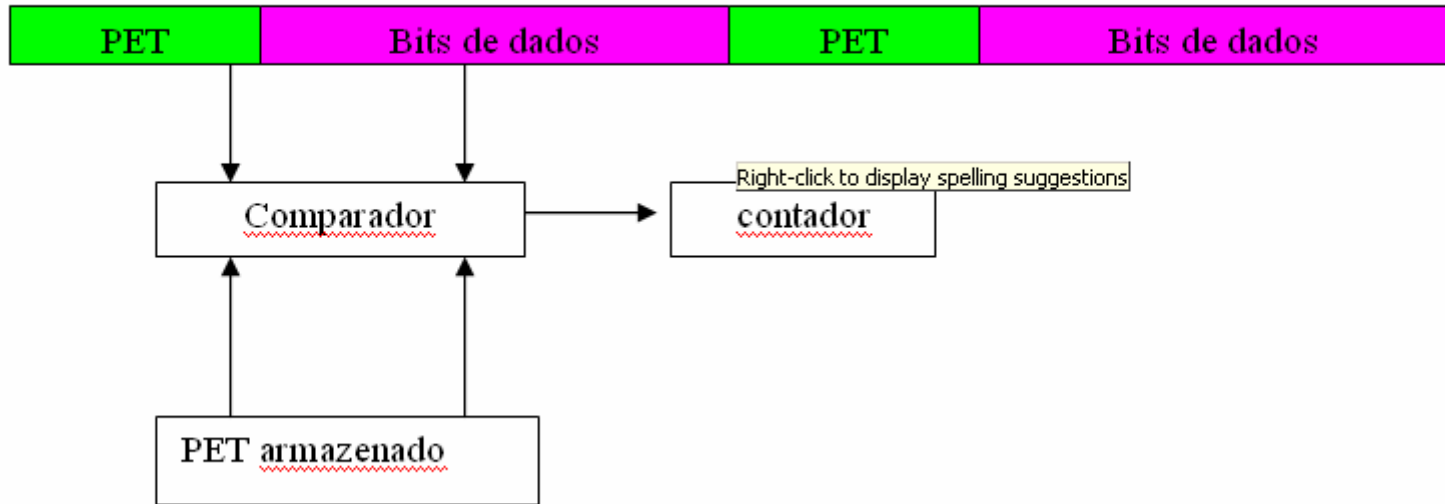 PET Bits de dados PET Bits de dados
Right-click to display spelling suggestions
Comparador contador
PET armazenado